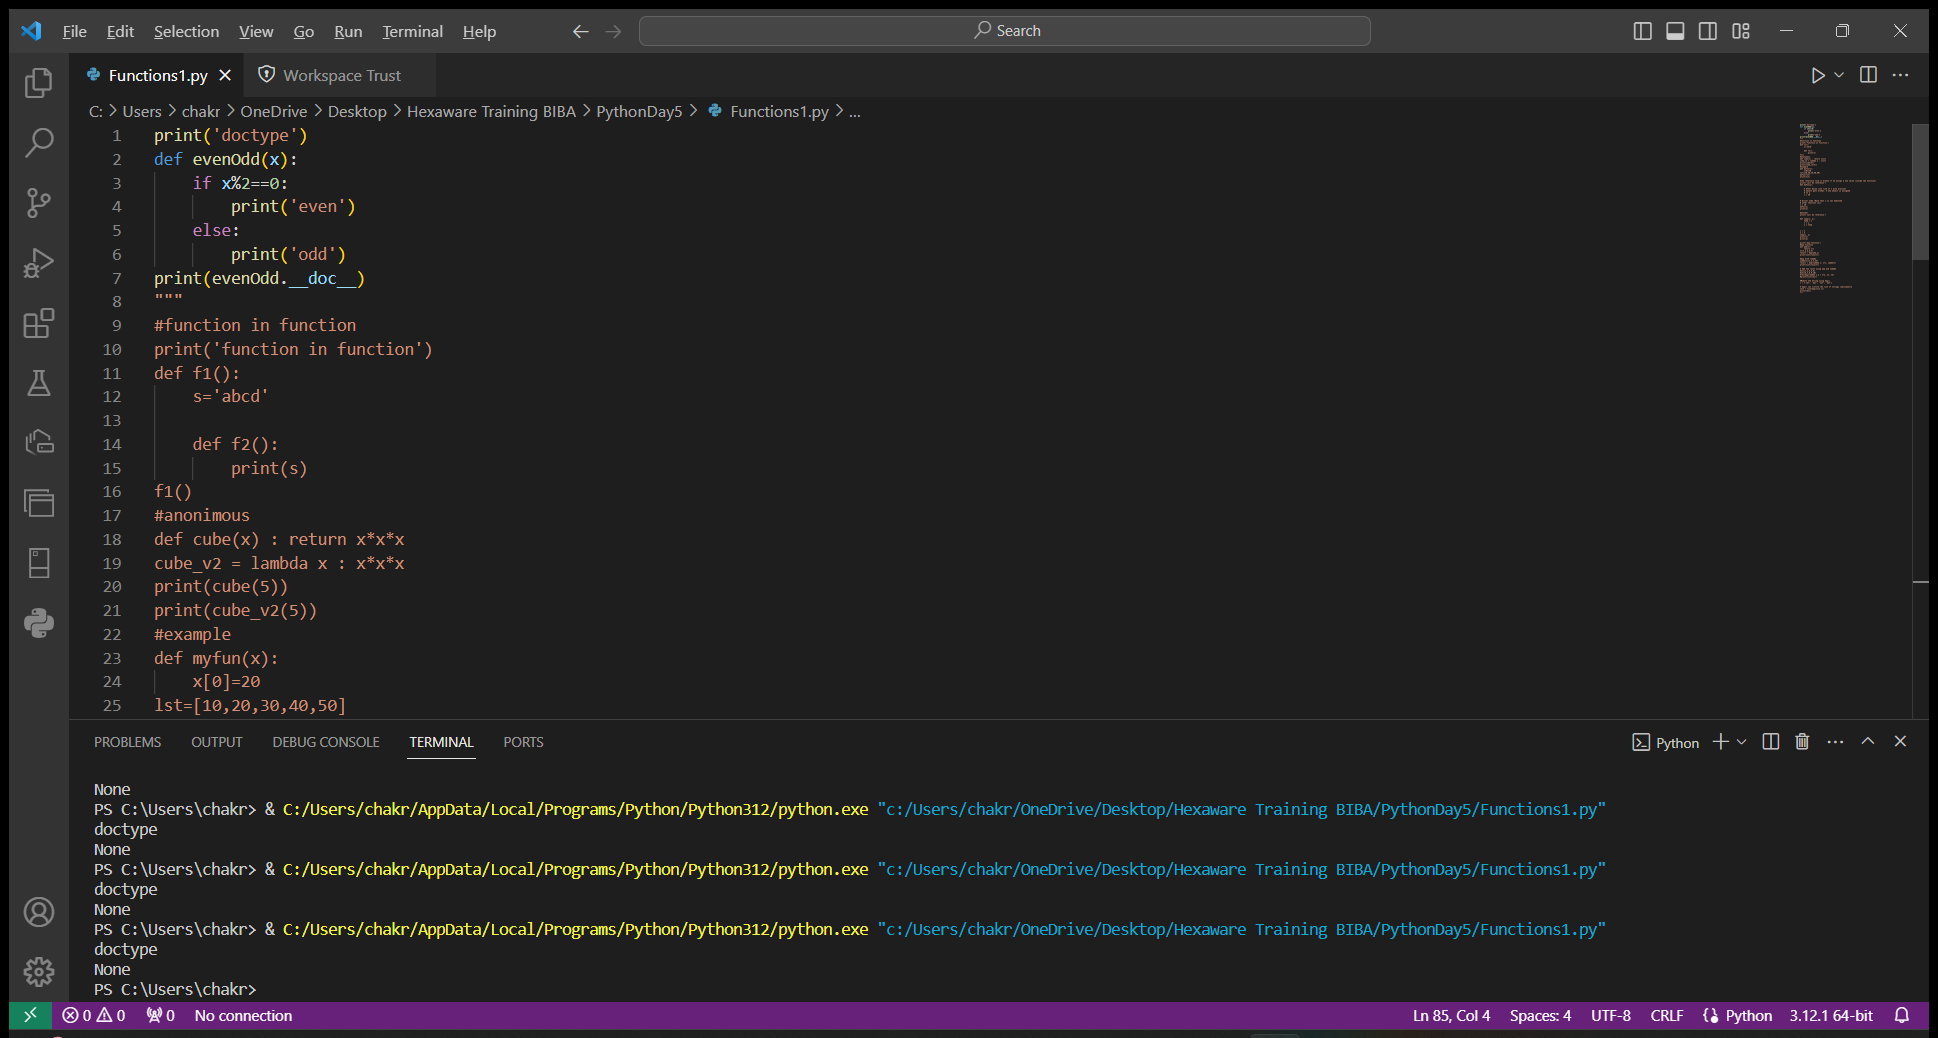 File Edit Selection View Go Run Terminal Help Search
Functions1.py Workspace Trust
C: > Users > chakr > OneDrive > Desktop > Hexaware Training BIBA > PythonDay5 > Functions1.py > ...
1 print('doctype')
2 def evenOdd(x):
3     if x%2==0:
4         print('even')
5     else:
6         print('odd')
7 print(evenOdd.__doc__)
8 """
9 #function in function
10 print('function in function')
11 def f1():
12     s='abcd'
13
14     def f2():
15         print(s)
16 f1()
17 #anonimous
18 def cube(x) : return x*x*x
19 cube_v2 = lambda x : x*x*x
20 print(cube(5))
21 print(cube_v2(5))
22 #example
23 def myfun(x):
24     x[0]=20
25 lst=[10,20,30,40,50]
PROBLEMS OUTPUT DEBUG CONSOLE TERMINAL PORTS Python
None
PS C:\Users\chakr> & C:/Users/chakr/AppData/Local/Programs/Python/Python312/python.exe "c:/Users/chakr/OneDrive/Desktop/Hexaware Training BIBA/PythonDay5/Functions1.py"
doctype
None
PS C:\Users\chakr> & C:/Users/chakr/AppData/Local/Programs/Python/Python312/python.exe "c:/Users/chakr/OneDrive/Desktop/Hexaware Training BIBA/PythonDay5/Functions1.py"
doctype
None
PS C:\Users\chakr> & C:/Users/chakr/AppData/Local/Programs/Python/Python312/python.exe "c:/Users/chakr/OneDrive/Desktop/Hexaware Training BIBA/PythonDay5/Functions1.py"
doctype
None
PS C:\Users\chakr>
0 0 0 No connection Ln 85, Col 4 Spaces: 4 UTF-8 CRLF Python 3.12.1 64-bit